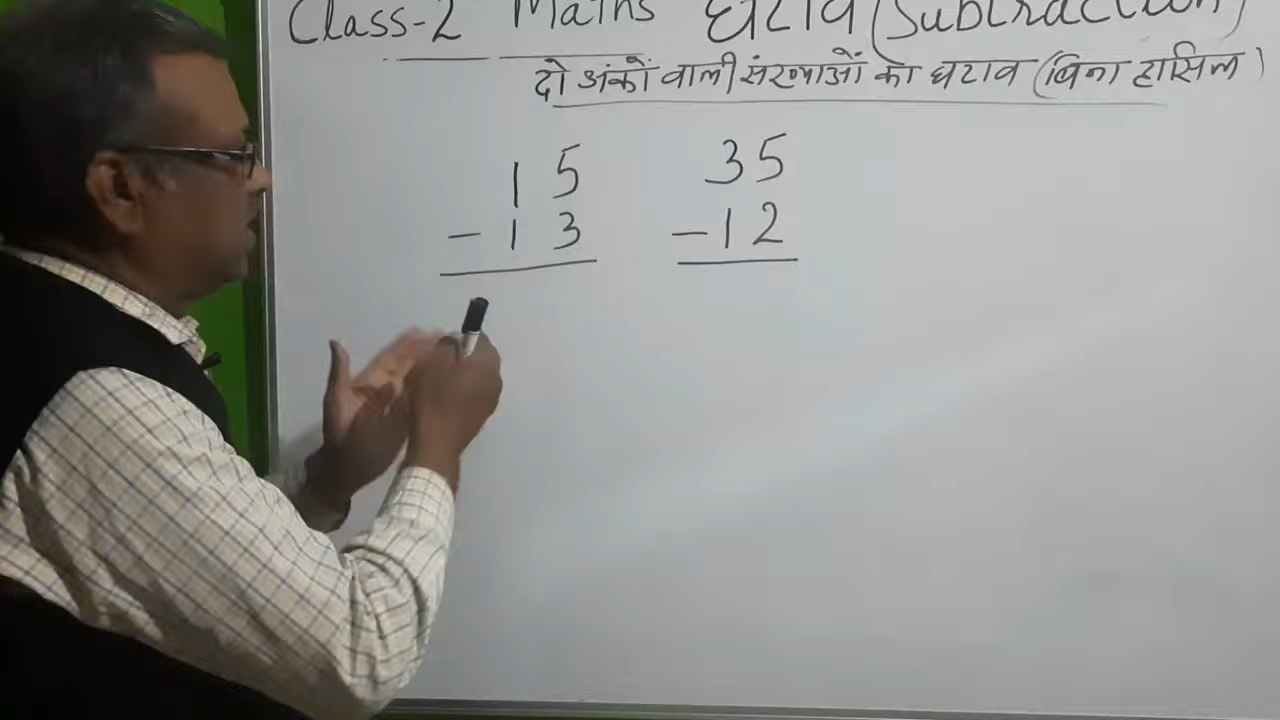 Class-2 Maths घटाव (Subtraction)
दो अंकों वाली संख्याओं का घटाव (बिना हासिल)
15 35
-13 -12